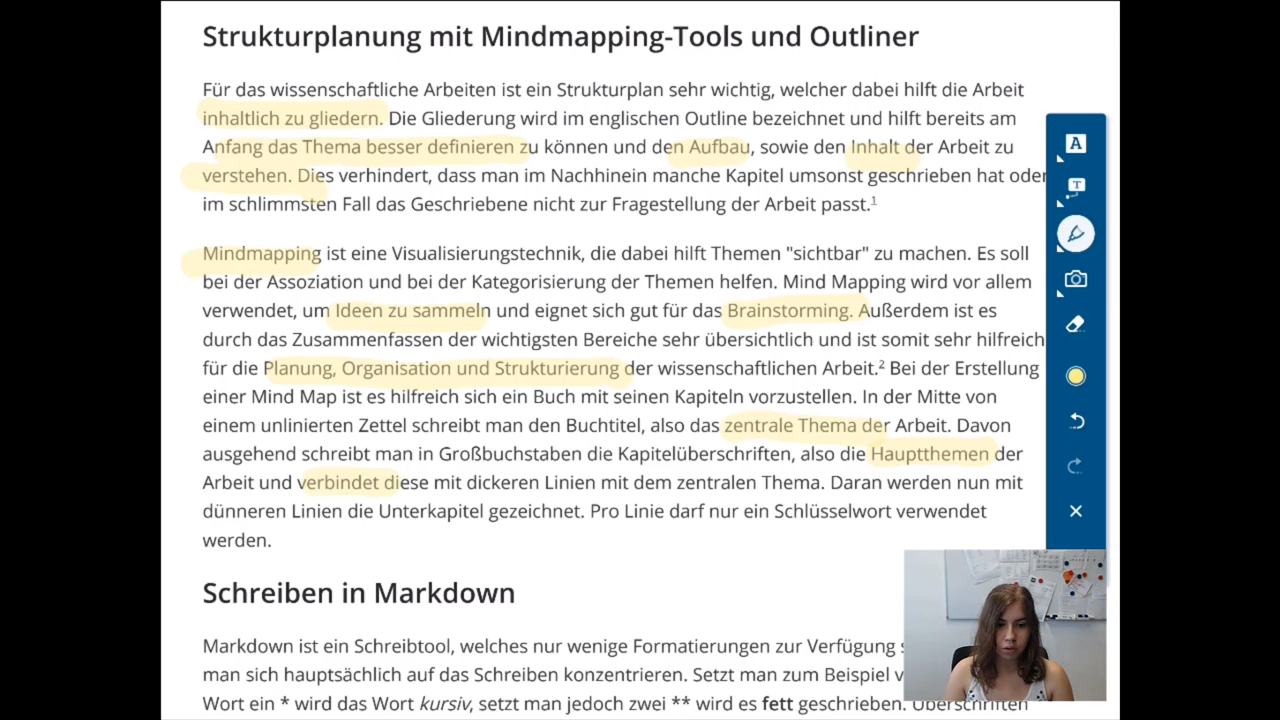 Strukturplanung mit Mindmapping-Tools und Outliner
Für das wissenschaftliche Arbeiten ist ein Strukturplan sehr wichtig, welcher dabei hilft die Arbeit
inhaltlich zu gliedern. Die Gliederung wird im englischen Outline bezeichnet und hilft bereits am
Anfang das Thema besser definieren zu können und den Aufbau, sowie den Inhalt der Arbeit zu
verstehen. Dies verhindert, dass man im Nachhinein manche Kapitel umsonst geschrieben hat oder
im schlimmsten Fall das Geschriebene nicht zur Fragestellung der Arbeit passt.¹
Mindmapping ist eine Visualisierungstechnik, die dabei hilft Themen "sichtbar" zu machen. Es soll
bei der Assoziation und bei der Kategorisierung der Themen helfen. Mind Mapping wird vor allem
verwendet, um Ideen zu sammeln und eignet sich gut für das Brainstorming. Außerdem ist es
durch das Zusammenfassen der wichtigsten Bereiche sehr übersichtlich und ist somit sehr hilfreich
für die Planung, Organisation und Strukturierung der wissenschaftlichen Arbeit.² Bei der Erstellung
einer Mind Map ist es hilfreich sich ein Buch mit seinen Kapiteln vorzustellen. In der Mitte von
einem unlinierten Zettel schreibt man den Buchtitel, also das zentrale Thema der Arbeit. Davon
ausgehend schreibt man in Großbuchstaben die Kapitelüberschriften, also die Hauptthemen der
Arbeit und verbindet diese mit dickeren Linien mit dem zentralen Thema. Daran werden nun mit
dünneren Linien die Unterkapitel gezeichnet. Pro Linie darf nur ein Schlüsselwort verwendet
werden.
Schreiben in Markdown
Markdown ist ein Schreibtool, welches nur wenige Formatierungen zur Verfügung
man sich hauptsächlich auf das Schreiben konzentrieren. Setzt man zum Beispiel
Wort ein * wird das Wort kursiv, setzt man jedoch zwei ** wird es fett geschrieben. Überschriften
A
T